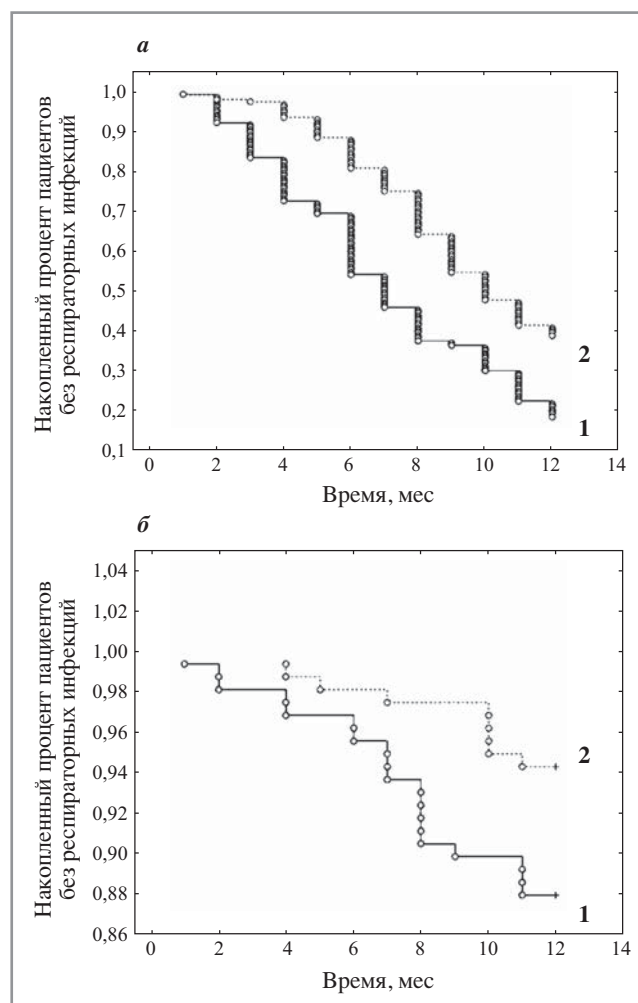 а
Накопленный процент пациентов
без респираторных инфекций
1,0
0,9
0,8
0,7
0,6
0,5
0,4
0,3
0,2
0,1
2
1
0 2 4 6 8 10 12 14
Время, мес
б
Накопленный процент пациентов
без респираторных инфекций
1,04
1,02
1,00
0,98
0,96
0,94
0,92
0,90
0,88
0,86
2
1
0 2 4 6 8 10 12 14
Время, мес